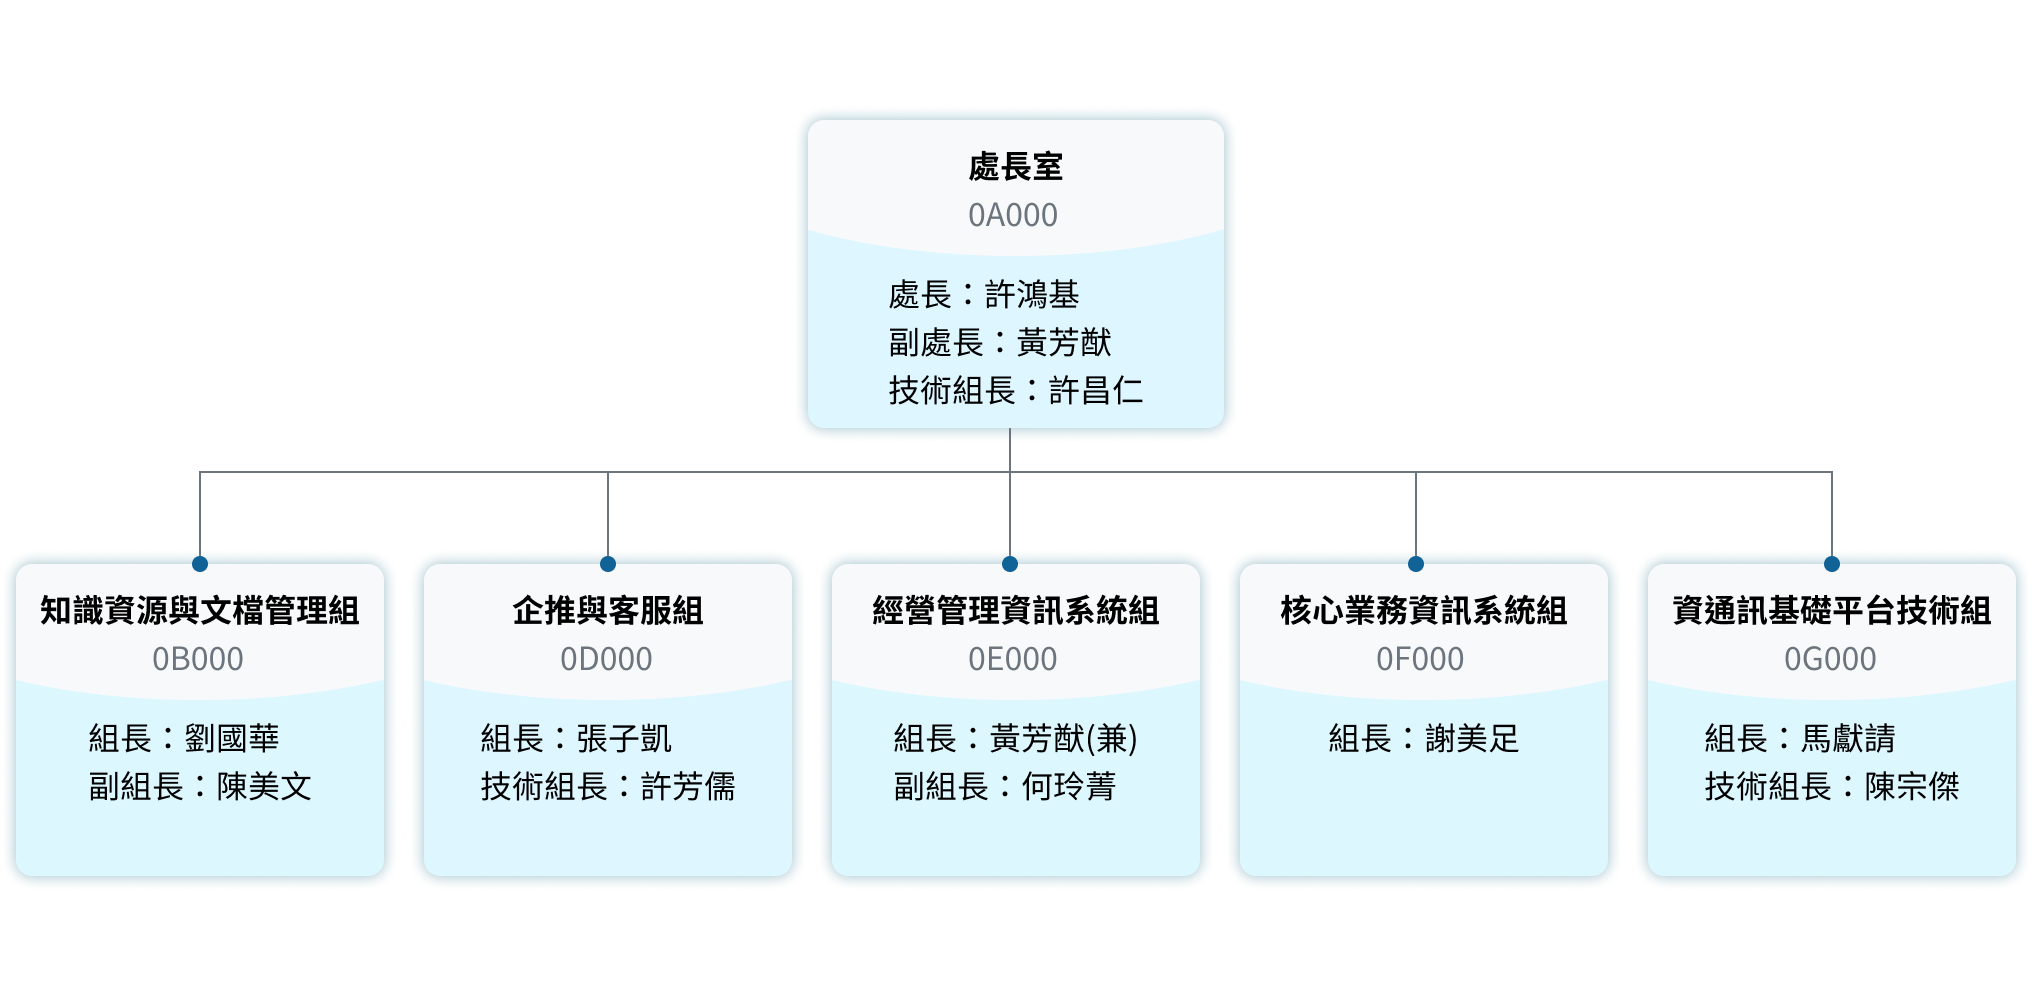 處長室
0A000
處長：許鴻基
副處長：黃芳猷
技術組長：許昌仁
知識資源與文檔管理組
0B000
組長：劉國華
副組長：陳美文
企推與客服組
0D000
組長：張子凱
技術組長：許芳儒
經營管理資訊系統組
0E000
組長：黃芳猷(兼)
副組長：何玲菁
核心業務資訊系統組
0F000
組長：謝美足
資通訊基礎平台技術組
0G000
組長：馬獻請
技術組長：陳宗傑